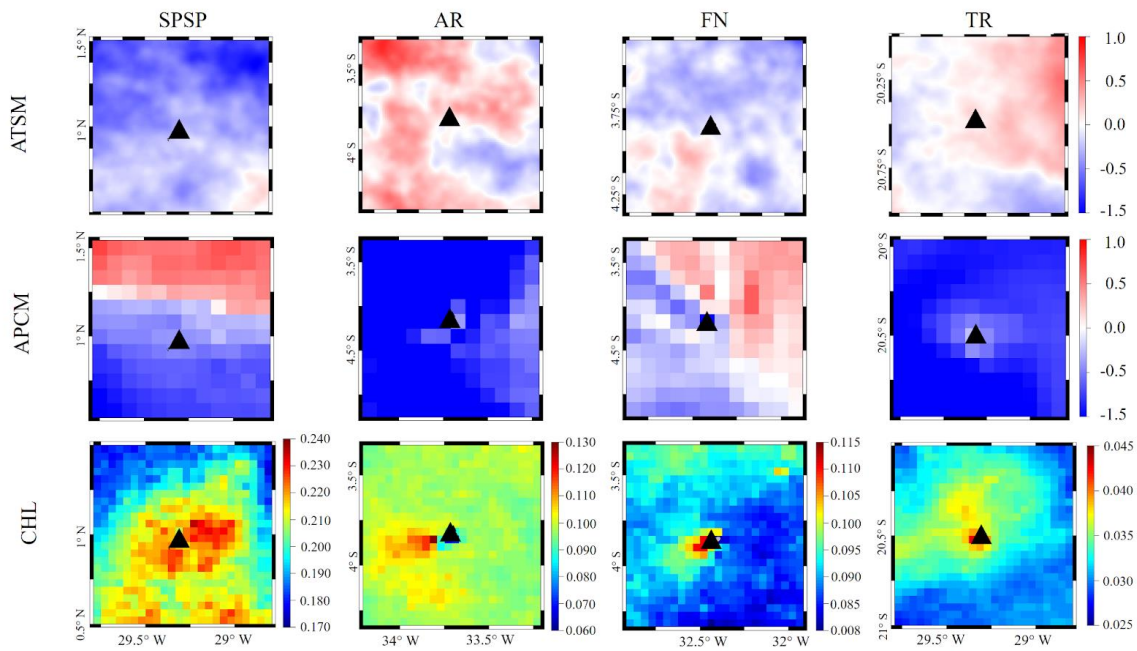 SPSP AR FN TR
ATSM
1.5° N
1° N
3.5° S
4° S
3.75° S
4.25° S
20.25° S
20.75° S
1.0
0.5
0.0
-0.5
-1.5
APCM
1.5° N
1° N
3.5° S
4.5° S
3.5° S
4.5° S
20° S
20.5° S
1.0
0.5
0.0
-0.5
-1.5
CHL
1° N
0.5° N
29.5° W 29° W
0.240
0.230
0.220
0.210
0.200
0.190
0.180
0.170
3.5° S
4° S
34° W 33.5° W
0.130
0.120
0.110
0.100
0.090
0.080
0.070
0.060
3.5° S
4° S
32.5° W 32° W
0.115
0.110
0.105
0.100
0.095
0.090
0.085
0.008
20.5° S
21° S
29.5° W 29° W
0.045
0.040
0.035
0.030
0.025